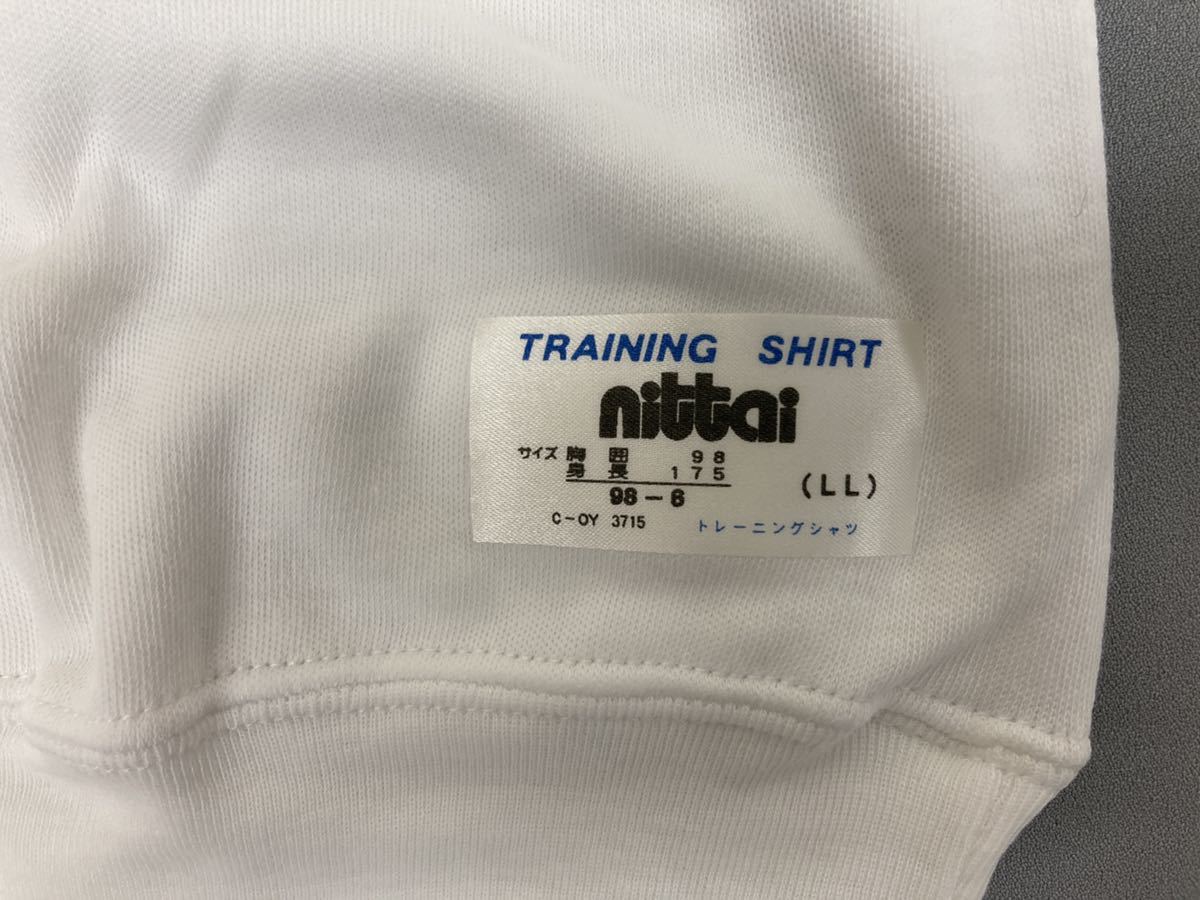 TRAINING SHIRT
nittai
サイズ 胸囲 98
身長 175
98-6 (LL)
C-OY 3715 トレーニングシャツ